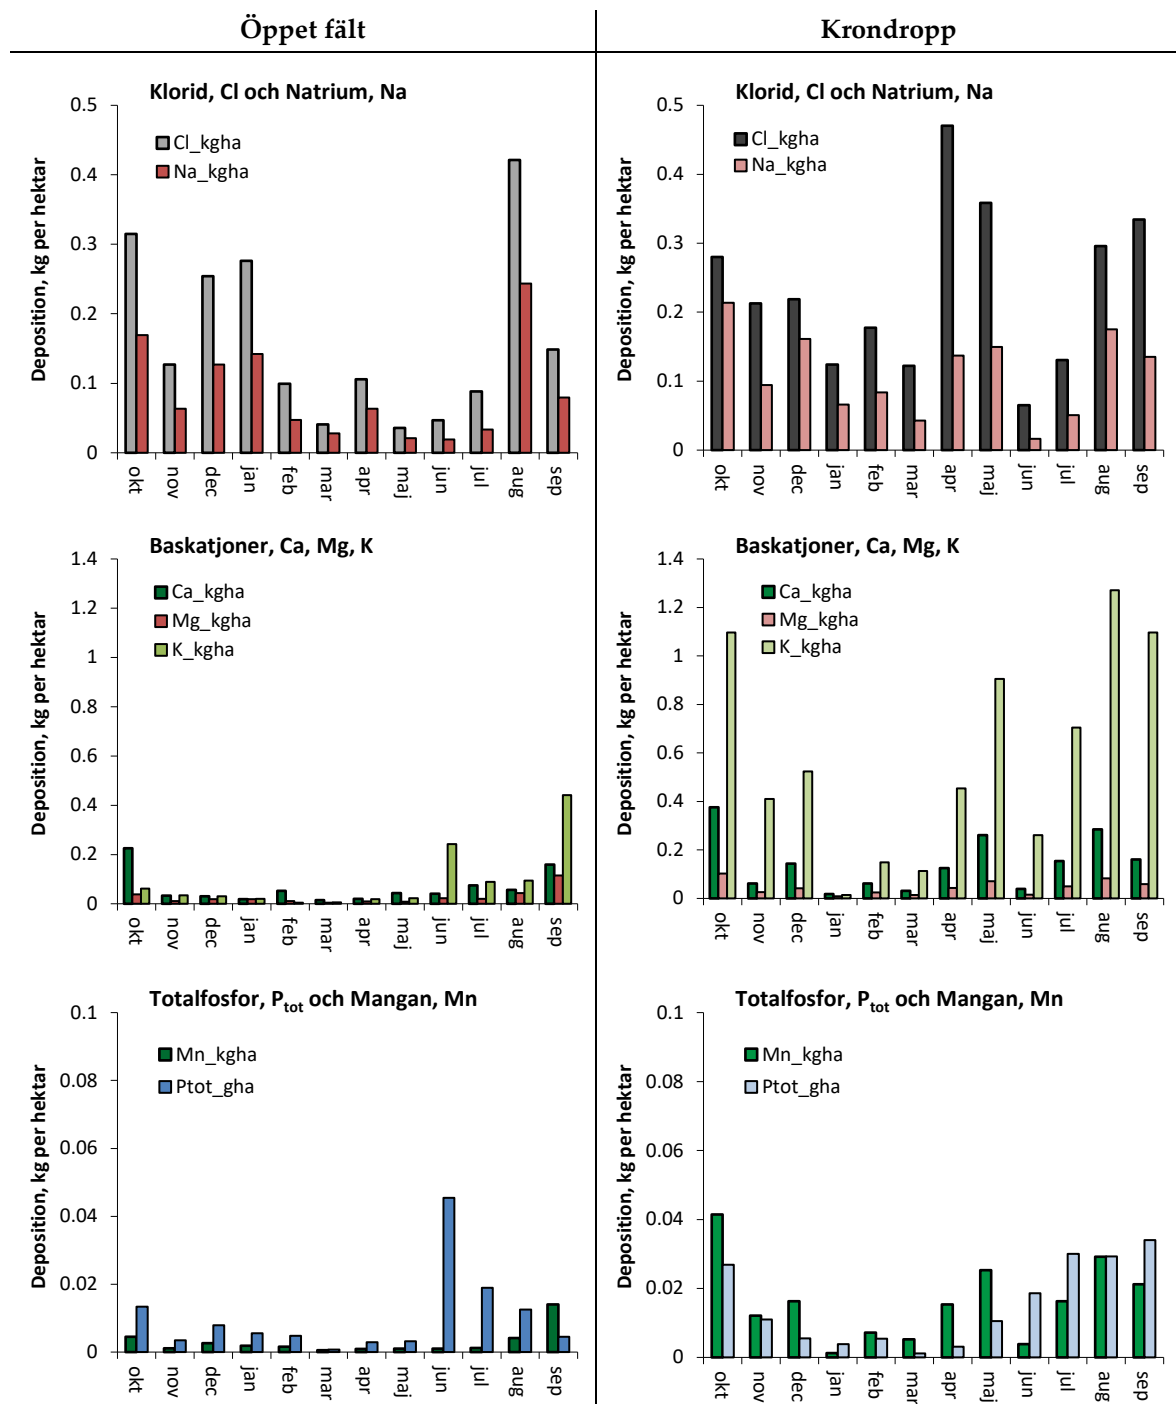 Öppet fält
Krondropp
Klorid, Cl och Natrium, Na
Deposition, kg per hektar
0.5
0.4
0.3
0.2
0.1
0
Cl_kgha
Na_kgha
okt nov dec jan feb mar apr maj jun jul aug sep
Klorid, Cl och Natrium, Na
Deposition, kg per hektar
0.5
0.4
0.3
0.2
0.1
0
Cl_kgha
Na_kgha
okt nov dec jan feb mar apr maj jun jul aug sep
Baskatjoner, Ca, Mg, K
Deposition, kg per hektar
1.4
1.2
1
0.8
0.6
0.4
0.2
0
Ca_kgha
Mg_kgha
K_kgha
okt nov dec jan feb mar apr maj jun jul aug sep
Baskatjoner, Ca, Mg, K
Deposition, kg per hektar
1.4
1.2
1
0.8
0.6
0.4
0.2
0
Ca_kgha
Mg_kgha
K_kgha
okt nov dec jan feb mar apr maj jun jul aug sep
Totalfosfor, Ptot och Mangan, Mn
Deposition, kg per hektar
0.1
0.08
0.06
0.04
0.02
0
Mn_kgha
Ptot_gha
okt nov dec jan feb mar apr maj jun jul aug sep
Totalfosfor, Ptot och Mangan, Mn
Deposition, kg per hektar
0.1
0.08
0.06
0.04
0.02
0
Mn_kgha
Ptot_gha
okt nov dec jan feb mar apr maj jun jul aug sep